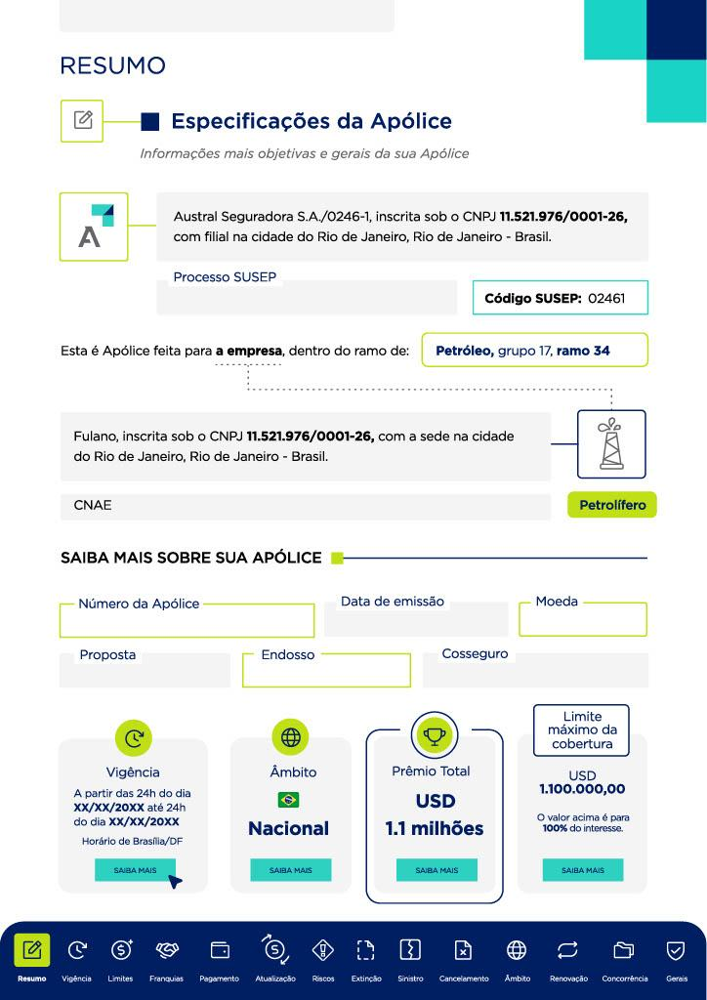 RESUMO
Especificações da Apólice
Informações mais objetivas e gerais da sua Apólice
A
Austral Seguradora S.A./0246-1, inscrita sob o CNPJ 11.521.976/0001-26,
com filial na cidade do Rio de Janeiro, Rio de Janeiro - Brasil.
Processo SUSEP
Código SUSEP: 02461
Esta é Apólice feita para a empresa, dentro do ramo de:
Petróleo, grupo 17, ramo 34
Fulano, inscrita sob o CNPJ 11.521.976/0001-26, com a sede na cidade
do Rio de Janeiro, Rio de Janeiro - Brasil.
CNAE
Petrolífero
SAIBA MAIS SOBRE SUA APÓLICE
Número da Apólice
Data de emissão
Moeda
Proposta
Endosso
Cosseguro
Vigência
A partir das 24h do dia
XX/XX/20XX até 24h
do dia XX/XX/20XX
Horário de Brasília/DF
SAIBA MAIS
Âmbito
Nacional
SAIBA MAIS
Prêmio Total
USD
1.1 milhões
SAIBA MAIS
Limite
máximo da
cobertura
USD
1.100.000,00
O valor acima é para
100% do interesse.
SAIBA MAIS
Resumo
Vigência
Limites
Franquias
Pagamento
Atualização
Riscos
Extinção
Sinistro
Cancelamento
Âmbito
Renovação
Concorrência
Gerais